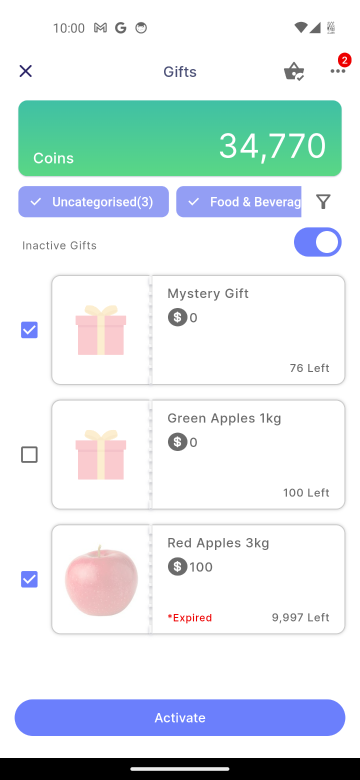 10:00
Gifts
2
Coins
34,770
Uncategorised(3)
Food & Beverag
Inactive Gifts
Mystery Gift
$ 0
76 Left
Green Apples 1kg
$ 0
100 Left
Red Apples 3kg
$ 100
*Expired
9,997 Left
Activate